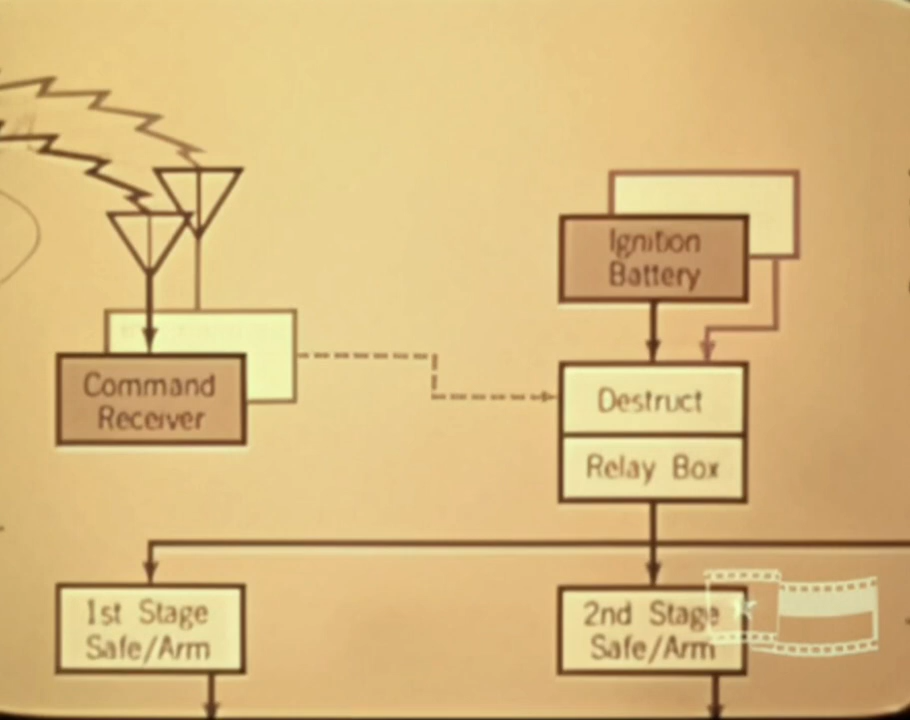 Ignition
Battery
Command
Receiver
Destruct
Relay Box
1st Stage
Safe/Arm
2nd Stage
Safe/Arm